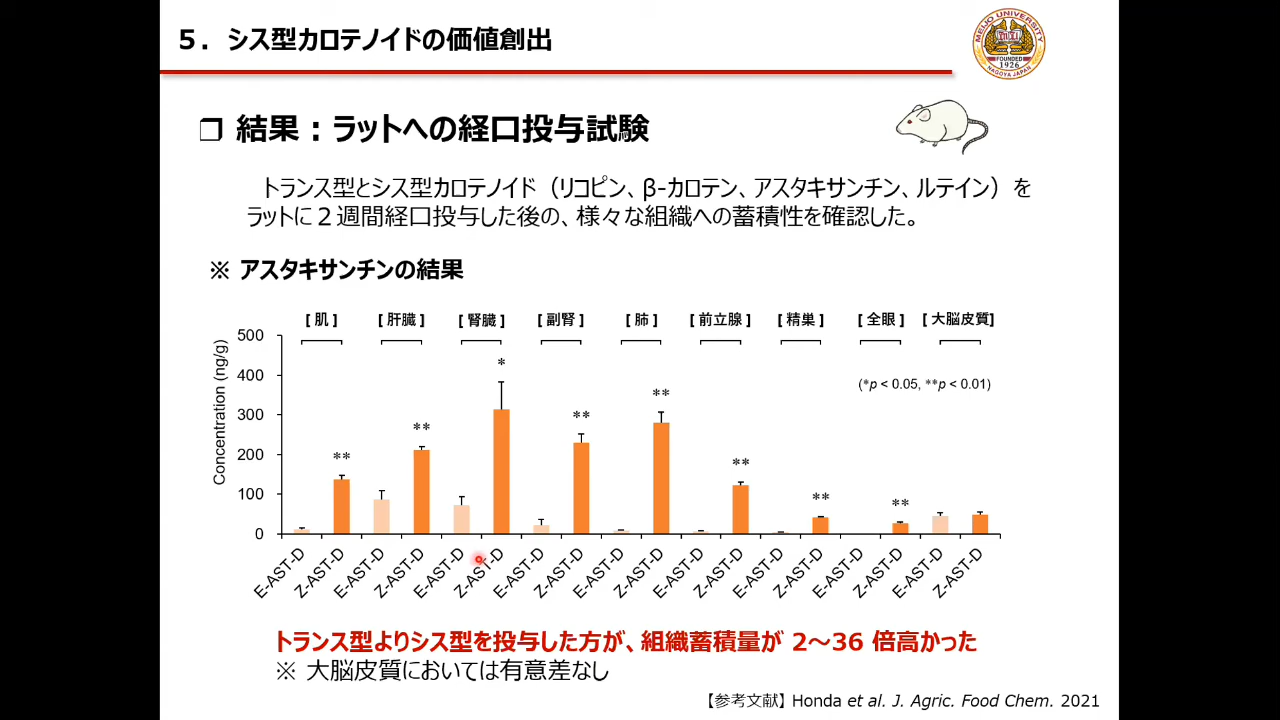 5．シス型カロテノイドの価値創出
MEIJO UNIVERSITY
FOUNDED
1926
NAGOYA JAPAN
❒ 結果：ラットへの経口投与試験
トランス型とシス型カロテノイド（リコピン、β-カロテン、アスタキサンチン、ルテイン）を
ラットに２週間経口投与した後の、様々な組織への蓄積性を確認した。
※ アスタキサンチンの結果
[ 肌 ] [ 肝臓 ] [ 腎臓 ] [ 副腎 ] [ 肺 ] [ 前立腺 ] [ 精巣 ] [ 全眼 ] [ 大脳皮質]
Concentration (ng/g)
500
400
300
200
100
0
** ** * ** ** ** ** **
(*p < 0.05, **p < 0.01)
E-AST-D Z-AST-D E-AST-D Z-AST-D E-AST-D Z-AST-D E-AST-D Z-AST-D E-AST-D Z-AST-D E-AST-D Z-AST-D E-AST-D Z-AST-D E-AST-D Z-AST-D E-AST-D Z-AST-D
トランス型よりシス型を投与した方が、組織蓄積量が 2～36 倍高かった
※ 大脳皮質においては有意差なし
【参考文献】Honda et al. J. Agric. Food Chem. 2021